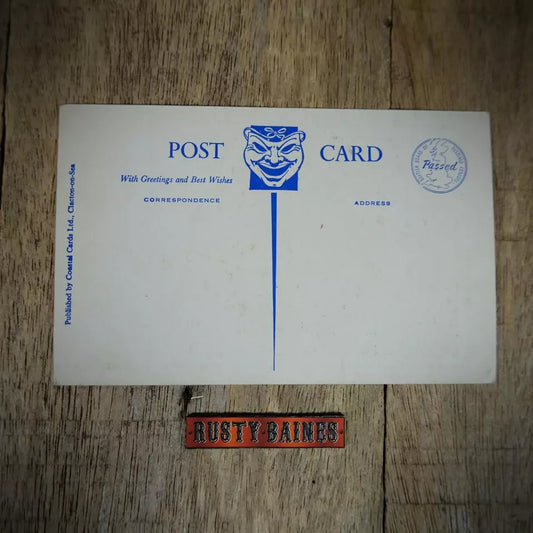 POST CARD
With Greetings and Best Wishes
CORRESPONDENCE
ADDRESS
Passed
Published by Coastal Cards Ltd., Clacton-on-Sea
RUSTY·BAINES